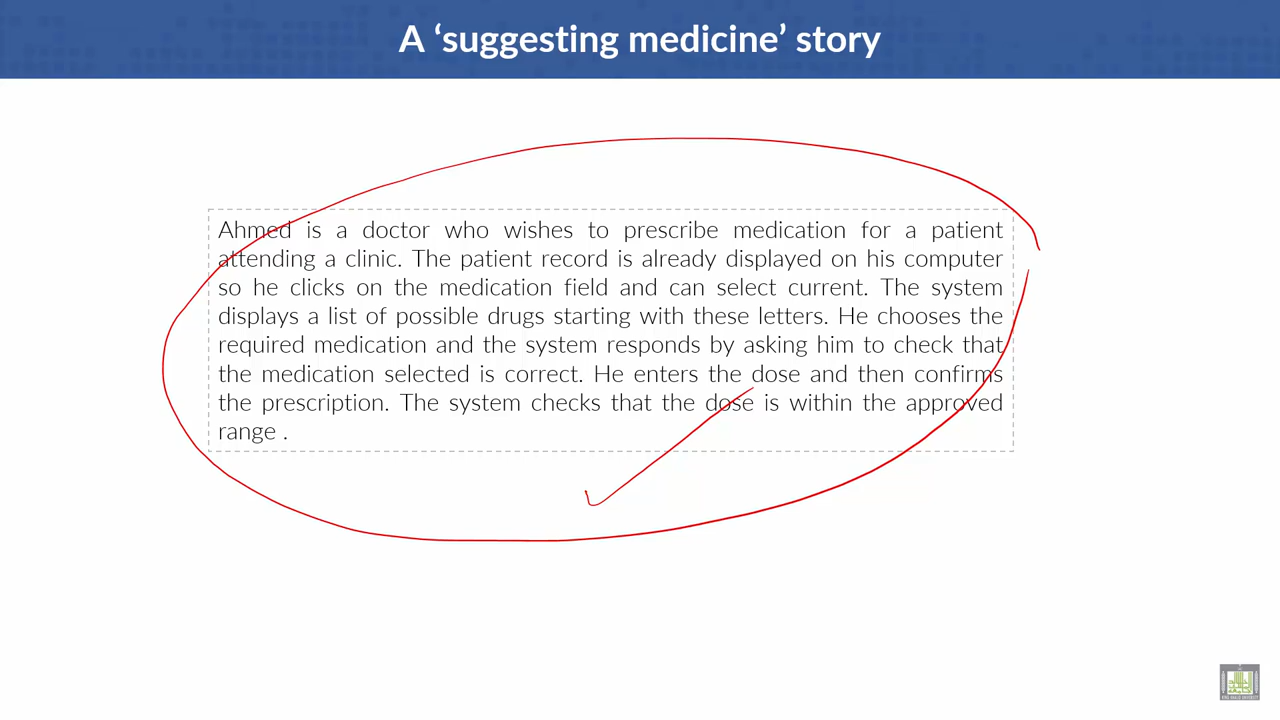 A ‘suggesting medicine’ story
Ahmed is a doctor who wishes to prescribe medication for a patient
attending a clinic. The patient record is already displayed on his computer
so he clicks on the medication field and can select current. The system
displays a list of possible drugs starting with these letters. He chooses the
required medication and the system responds by asking him to check that
the medication selected is correct. He enters the dose and then confirms
the prescription. The system checks that the dose is within the approved
range .